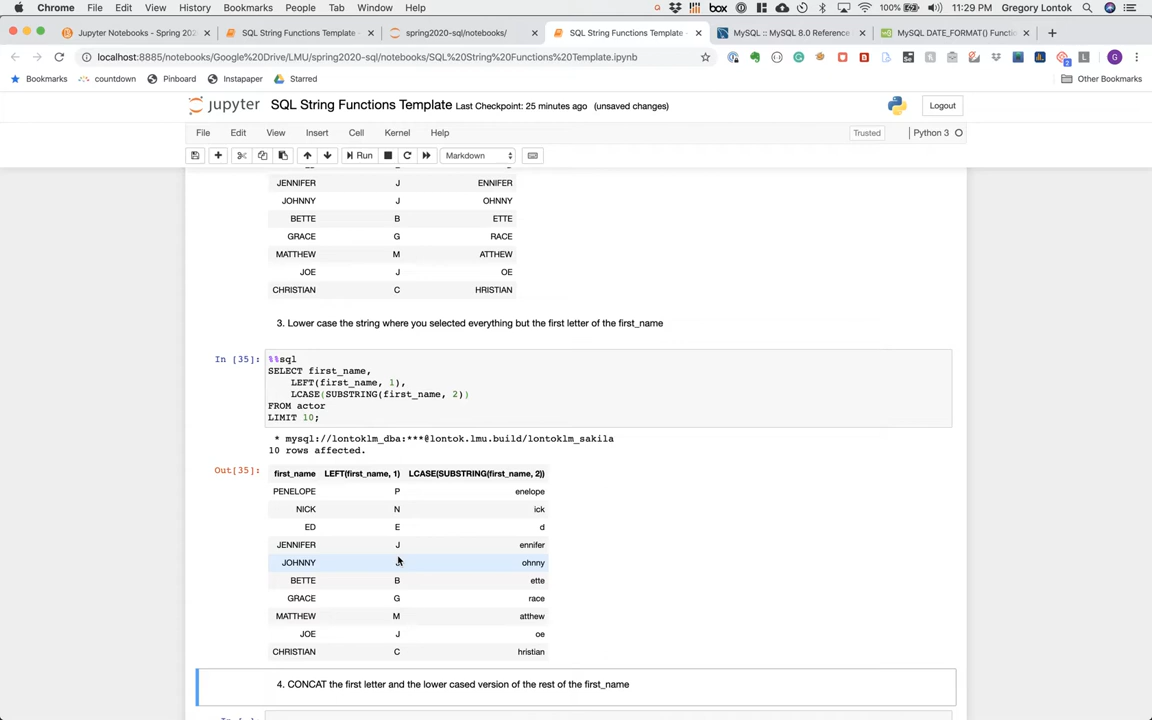 Chrome File Edit View History Bookmarks People Tab Window Help 100% 11:29 PM Gregory Lontok
Jupyter Notebooks - Spring 202 SQL String Functions Template - spring2020-sql/notebooks/ SQL String Functions Template - MySQL :: MySQL 8.0 Reference MySQL DATE_FORMAT() Functio
localhost:8885/notebooks/Google%20Drive/LMU/spring2020-sql/notebooks/SQL%20String%20Functions%20Template.ipynb
Bookmarks countdown Pinboard Instapaper Starred Other Bookmarks
jupyter SQL String Functions Template Last Checkpoint: 25 minutes ago (unsaved changes) Logout
File Edit View Insert Cell Kernel Help Trusted Python 3
Run Markdown
JENNIFER J ENNIFER
JOHNNY J OHNNY
BETTE B ETTE
GRACE G RACE
MATTHEW M ATTHEW
JOE J OE
CHRISTIAN C HRISTIAN
3. Lower case the string where you selected everything but the first letter of the first_name
In [35]: %%sql
SELECT first_name,
LEFT(first_name, 1),
LCASE(SUBSTRING(first_name, 2))
FROM actor
LIMIT 10;
* mysql://lontoklm_dba:***@lontok.lmu.build/lontoklm_sakila
10 rows affected.
Out[35]: first_name LEFT(first_name, 1) LCASE(SUBSTRING(first_name, 2))
PENELOPE P enelope
NICK N ick
ED E d
JENNIFER J ennifer
JOHNNY J ohnny
BETTE B ette
GRACE G race
MATTHEW M atthew
JOE J oe
CHRISTIAN C hristian
4. CONCAT the first letter and the lower cased version of the rest of the first_name